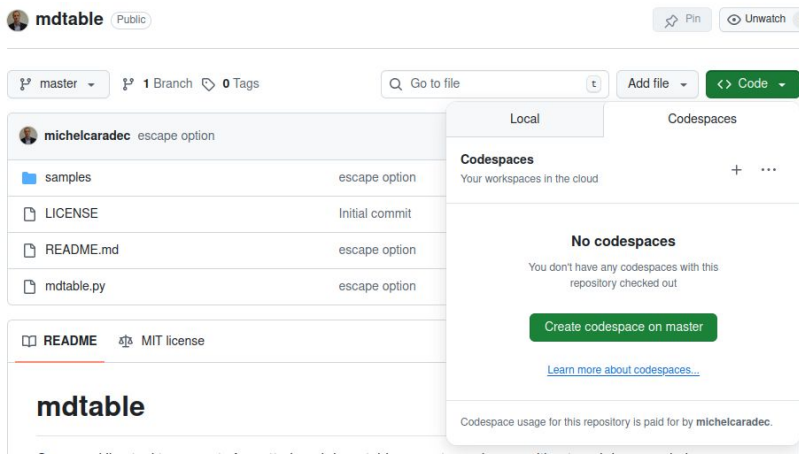 mdtable Public
Pin
Unwatch
master
1 Branch
0 Tags
Go to file
t
Add file
Code
michelcaradec escape option
samples escape option
LICENSE Initial commit
README.md escape option
mdtable.py escape option
README
MIT license
mdtable
Local
Codespaces
Codespaces
Your workspaces in the cloud
No codespaces
You don't have any codespaces with this
repository checked out
Create codespace on master
Learn more about codespaces...
Codespace usage for this repository is paid for by michelcaradec.